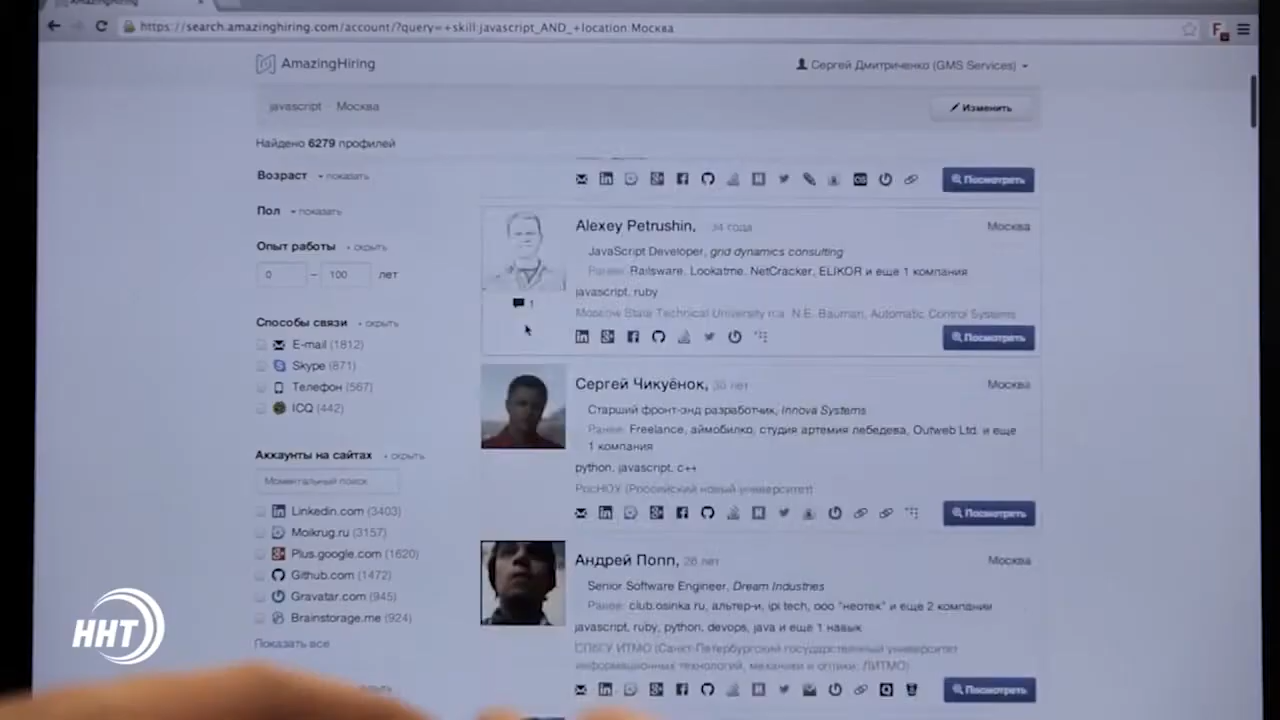 AmazingHiring
https://search.amazinghiring.com/account/?query=+skill:javascript_AND_+location:Москва
AmazingHiring
Сергей Дмитриченко (GMS Services)
javascript Москва
Изменить
Найдено 6279 профилей
Возраст показать
Посмотреть
Пол показать
Alexey Petrushin, 34 года
Москва
Опыт работы скрыть
JavaScript Developer, grid dynamics consulting
0 – 100 лет
Ранее: Railsware, Lookatme, NetCracker, ELIKOR и еще 1 компания
javascript, ruby
1
Moscow State Technical University n.a. N.E. Bauman, Automatic Control Systems
Способы связи скрыть
Посмотреть
E-mail (1812)
Skype (871)
Телефон (567)
ICQ (442)
Сергей Чикуёнок, 30 лет
Москва
Старший фронт-энд разработчик, Innova Systems
Ранее: Freelance, аймобилко, студия артемия лебедева, Outweb Ltd. и еще
1 компания
python, javascript, c++
РосНОУ (Российский новый университет)
Посмотреть
Аккаунты на сайтах скрыть
Моментальный поиск
Linkedin.com (3403)
Moikrug.ru (3157)
Plus.google.com (1620)
Github.com (1472)
Gravatar.com (945)
Brainstorage.me (924)
Показать все
Андрей Попп, 26 лет
Москва
Senior Software Engineer, Dream Industries
Ранее: club.osinka.ru, альтер-и, ipi tech, ооо "неотек" и еще 2 компании
javascript, ruby, python, devops, java и еще 1 навык
СПбГУ ИТМО (Санкт-Петербургский государственный университет
информационных технологий, механики и оптики, ЛИТМО)
Посмотреть
ННТ